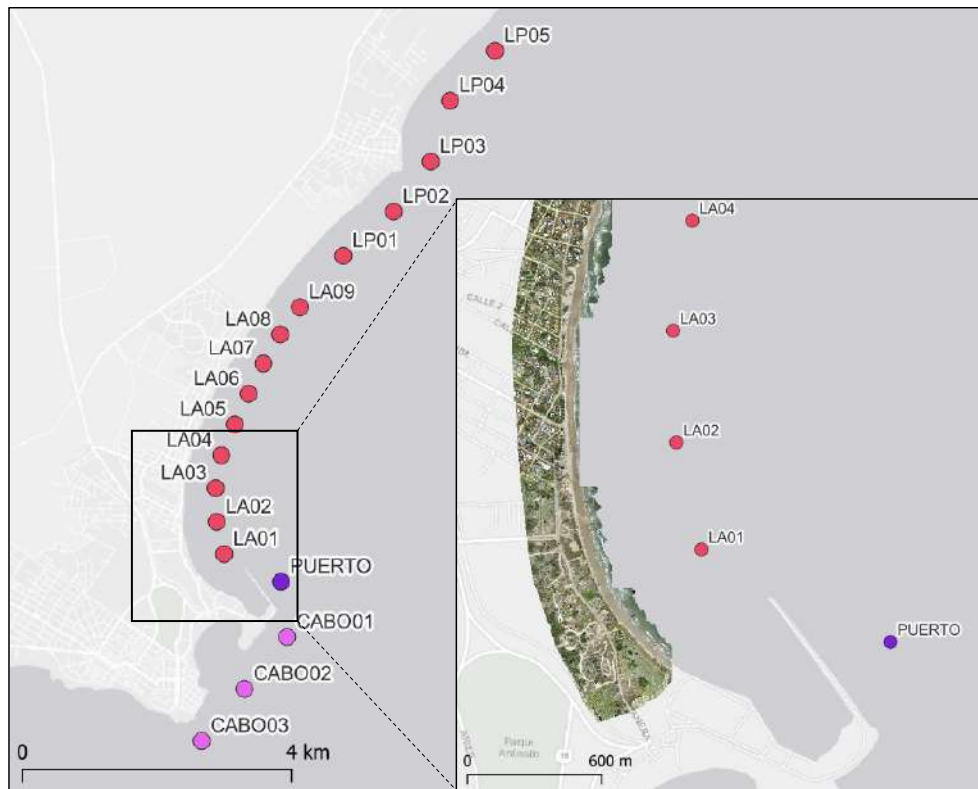 LP05
LP04
LP03
LP02
LP01
LA09
LA08
LA07
LA06
LA05
LA04
LA03
LA02
LA01
PUERTO
CABO01
CABO02
CABO03
0 4 km
LA04
CALLE 2
LA03
LA02
LA01
PUERTO
Parque
0 600 m